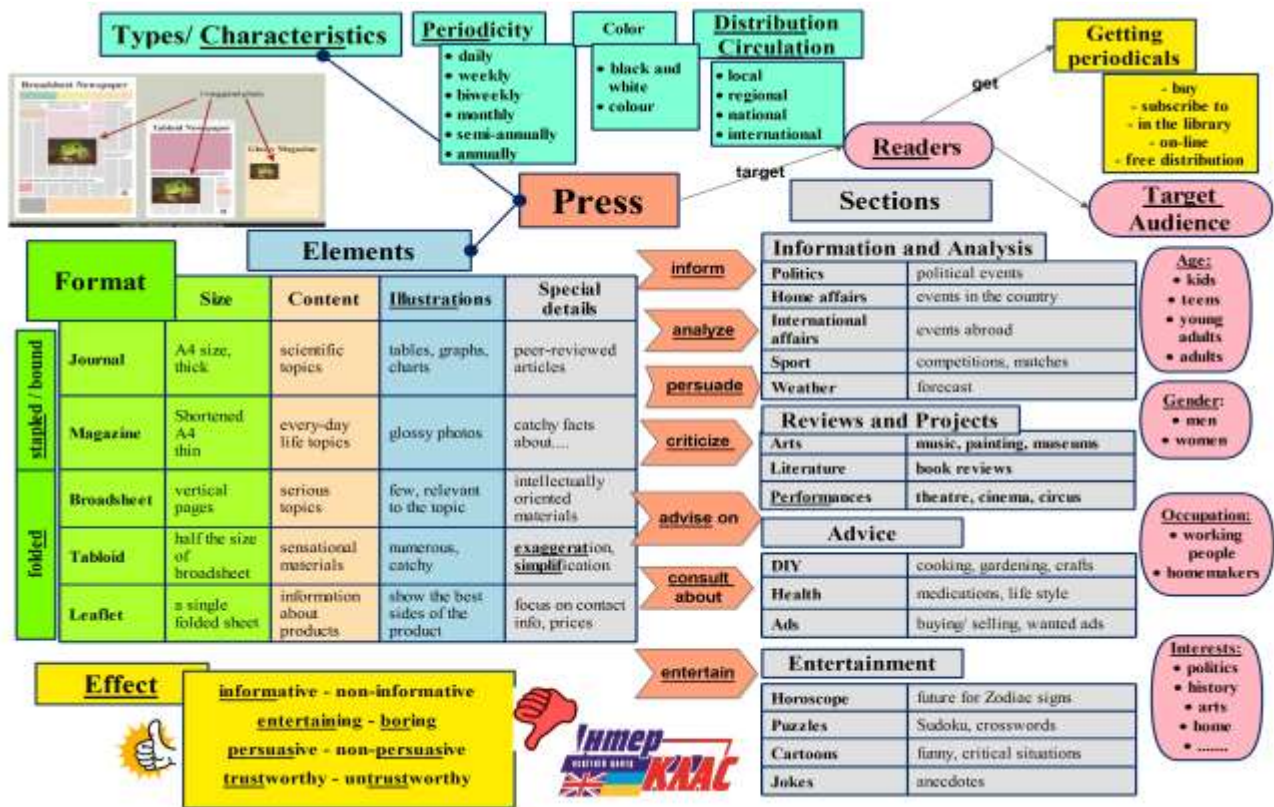 Types/ Characteristics
Periodicity
• daily
• weekly
• biweekly
• monthly
• semi-annually
• annually
Color
• black and
white
• colour
Distribution
Circulation
• local
• regional
• national
• international
Getting
periodicals
- buy
- subscribe to
- in the library
- on-line
- free distribution
get
Readers
target
Target
Audience
Broadsheet Newspaper
Tabloid Newspaper
Glossy Magazine
Press
Sections
Elements
Format
Size
Content
Illustrations
Special
details
stapled / bound
Journal
A4 size,
thick
scientific
topics
tables, graphs,
charts
peer-reviewed
articles
Magazine
Shortened
A4
thin
every-day
life topics
glossy photos
catchy facts
about....
folded
Broadsheet
vertical
pages
serious
topics
few, relevant
to the topic
intellectually
oriented
materials
Tabloid
half the size
of
broadsheet
sensational
materials
numerous,
catchy
exaggeration,
simplification
Leaflet
a single
folded sheet
information
about
products
show the best
sides of the
product
focus on contact
info, prices
inform
analyze
persuade
criticize
advise on
consult
about
entertain
Information and Analysis
Politics political events
Home affairs events in the country
International
affairs
events abroad
Sport competitions, matches
Weather forecast
Reviews and Projects
Arts music, painting, museums
Literature book reviews
Performances theatre, cinema, circus
Advice
DIY cooking, gardening, crafts
Health medications, life style
Ads buying/ selling, wanted ads
Entertainment
Horoscope future for Zodiac signs
Puzzles Sudoku, crosswords
Cartoons funny, critical situations
Jokes anecdotes
Age:
• kids
• teens
• young
adults
• adults
Gender:
• men
• women
Occupation:
• working
people
• homemakers
Interests:
• politics
• history
• arts
• home
• .......
Effect
informative - non-informative
entertaining - boring
persuasive - non-persuasive
trustworthy - untrustworthy
Інтер
КЛАС